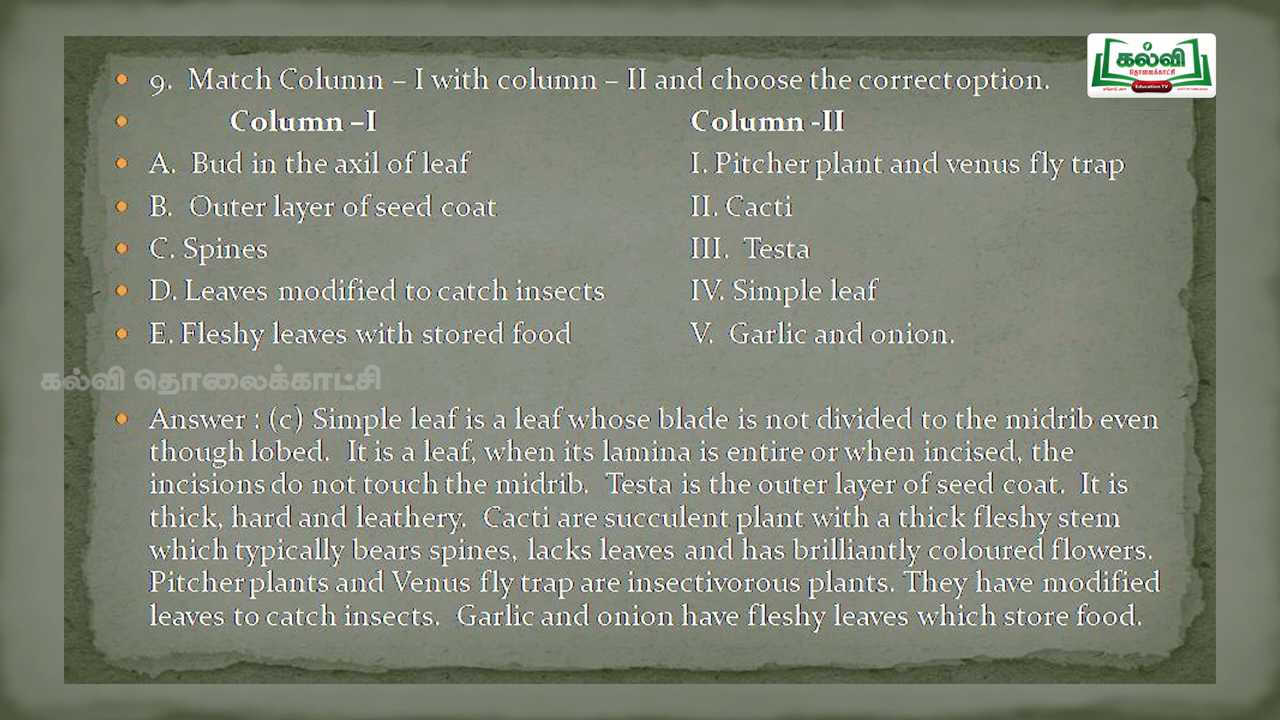 கல்வி
தொலைக்காட்சி
Education TV
9. Match Column – I with column – II and choose the correct option.
Column –I Column -II
A. Bud in the axil of leaf I. Pitcher plant and venus fly trap
B. Outer layer of seed coat II. Cacti
C. Spines III. Testa
D. Leaves modified to catch insects IV. Simple leaf
E. Fleshy leaves with stored food V. Garlic and onion.
கல்வி தொலைக்காட்சி
Answer : (c) Simple leaf is a leaf whose blade is not divided to the midrib even
though lobed. It is a leaf, when its lamina is entire or when incised, the
incisions do not touch the midrib. Testa is the outer layer of seed coat. It is
thick, hard and leathery. Cacti are succulent plant with a thick fleshy stem
which typically bears spines, lacks leaves and has brilliantly coloured flowers.
Pitcher plants and Venus fly trap are insectivorous plants. They have modified
leaves to catch insects. Garlic and onion have fleshy leaves which store food.